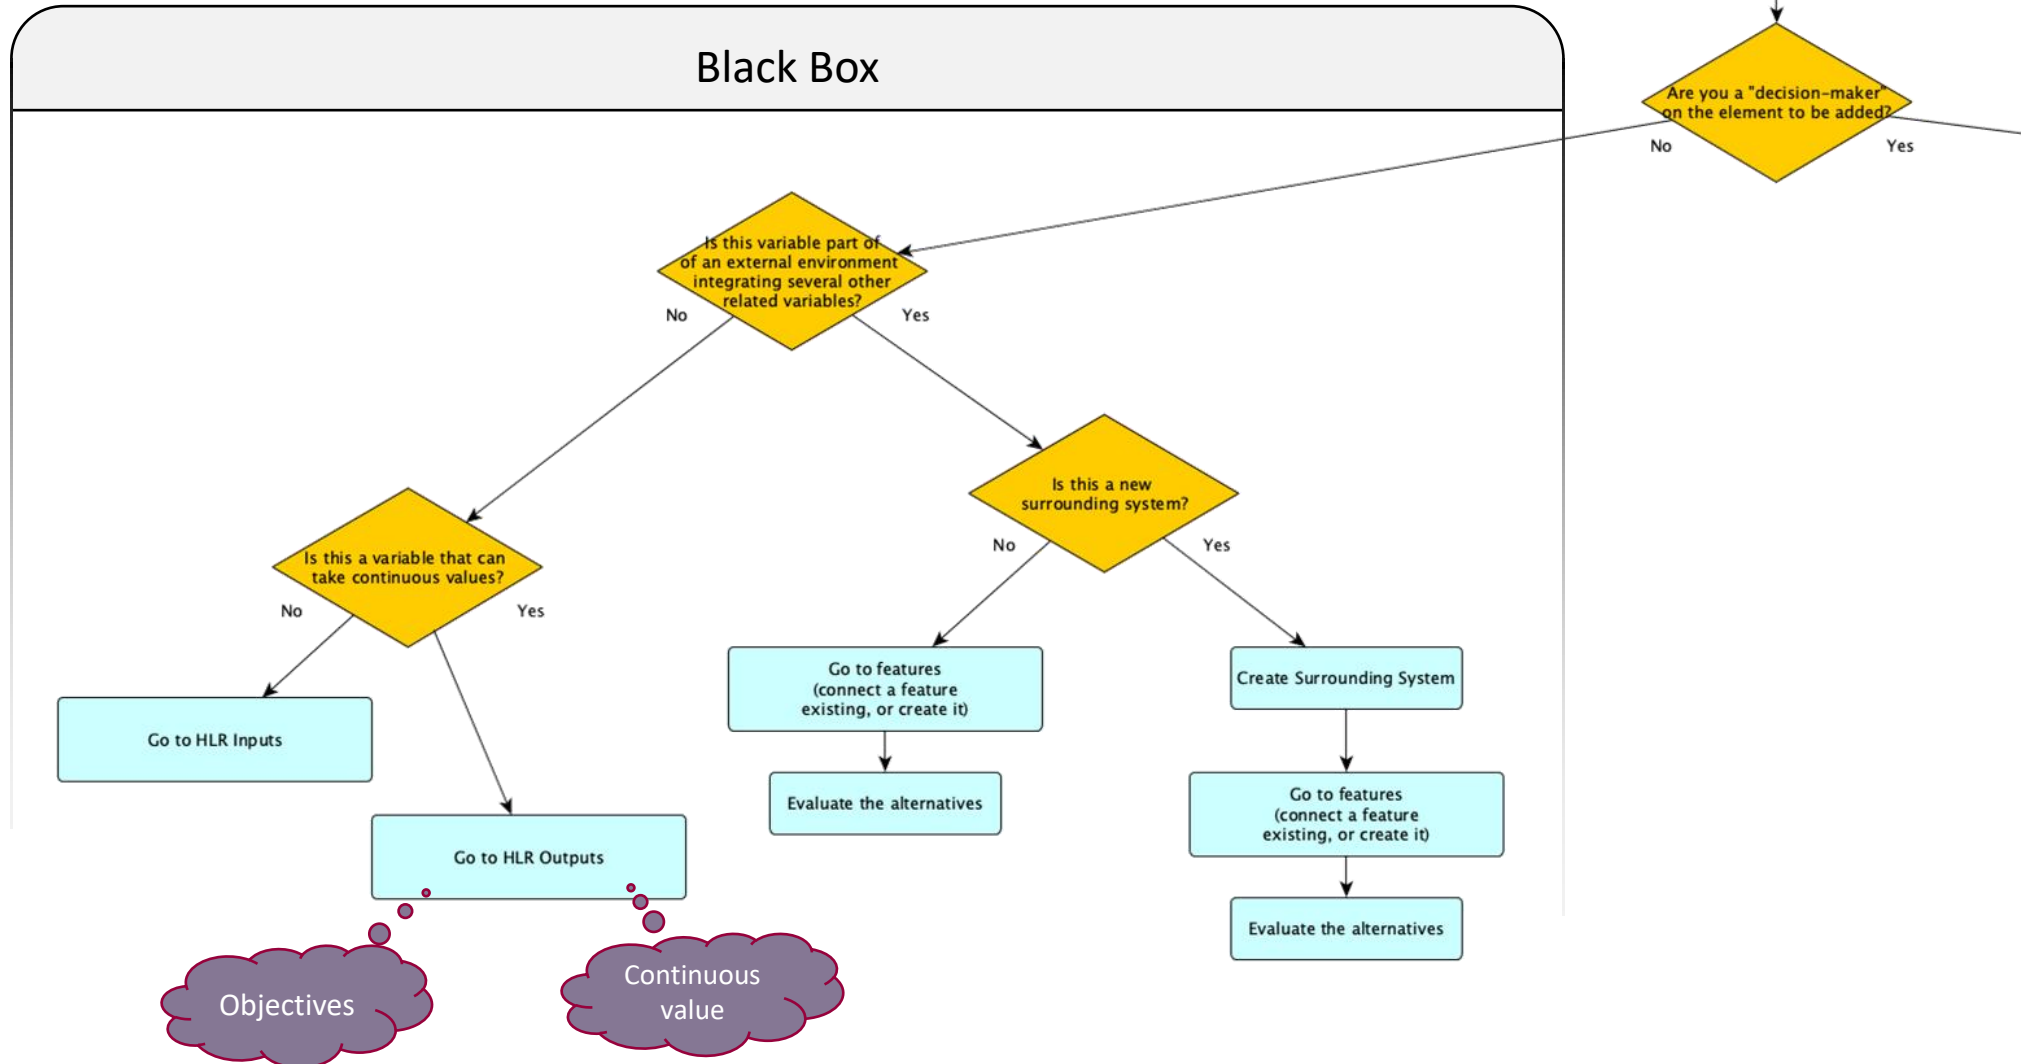 Black Box
Are you a "decision-maker"
on the element to be added?
No
Yes
Is this variable part of
of an external environment
integrating several other
related variables?
No
Yes
Is this a new
surrounding system?
No
Yes
Is this a variable that can
take continuous values?
No
Yes
Go to features
(connect a feature
existing, or create it)
Create Surrounding System
Go to HLR Inputs
Evaluate the alternatives
Go to features
(connect a feature
existing, or create it)
Go to HLR Outputs
Evaluate the alternatives
Objectives
Continuous
value